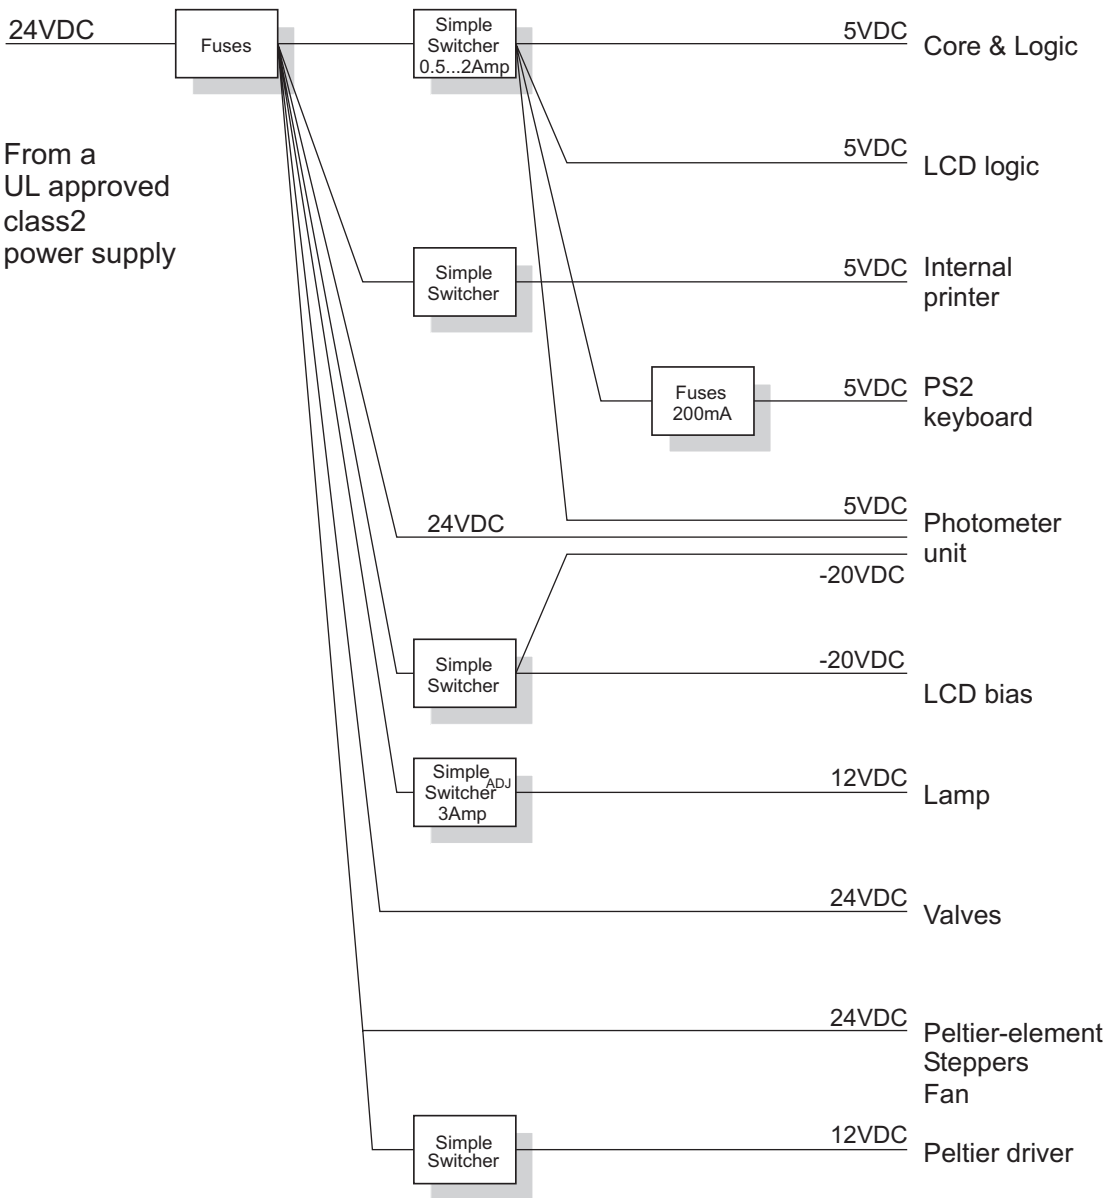 24VDC
Fuses
Simple
Switcher
0.5...2Amp
5VDC
Core & Logic
From a
UL approved
class2
power supply
5VDC
LCD logic
Simple
Switcher
5VDC
Internal
printer
Fuses
200mA
5VDC
PS2
keyboard
24VDC
5VDC
-20VDC
Photometer
unit
Simple
Switcher
-20VDC
LCD bias
Simple
Switcher ADJ
3Amp
12VDC
Lamp
24VDC
Valves
24VDC
Peltier-element
Steppers
Fan
Simple
Switcher
12VDC
Peltier driver